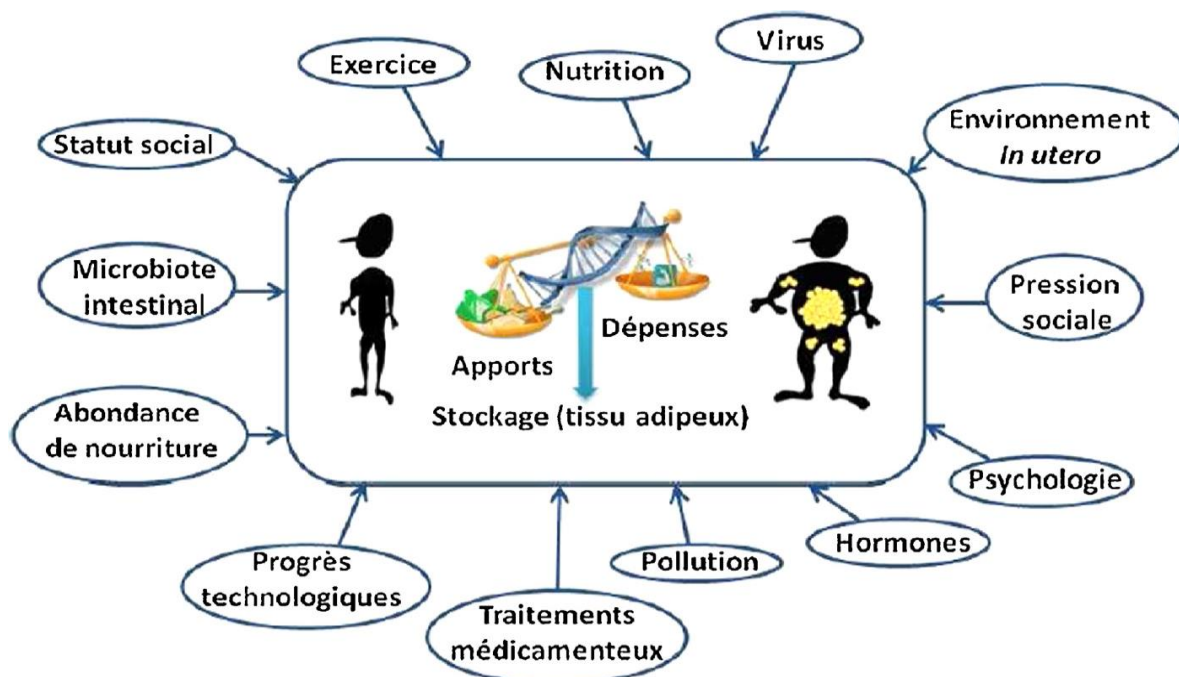 Virus
Exercice
Nutrition
Environnement
In utero
Statut social
Microbiote
intestinal
Pression
sociale
Dépenses
Apports
Stockage (tissu adipeux)
Abondance
de nourriture
Psychologie
Hormones
Pollution
Progrès
technologiques
Traitements
médicamenteux